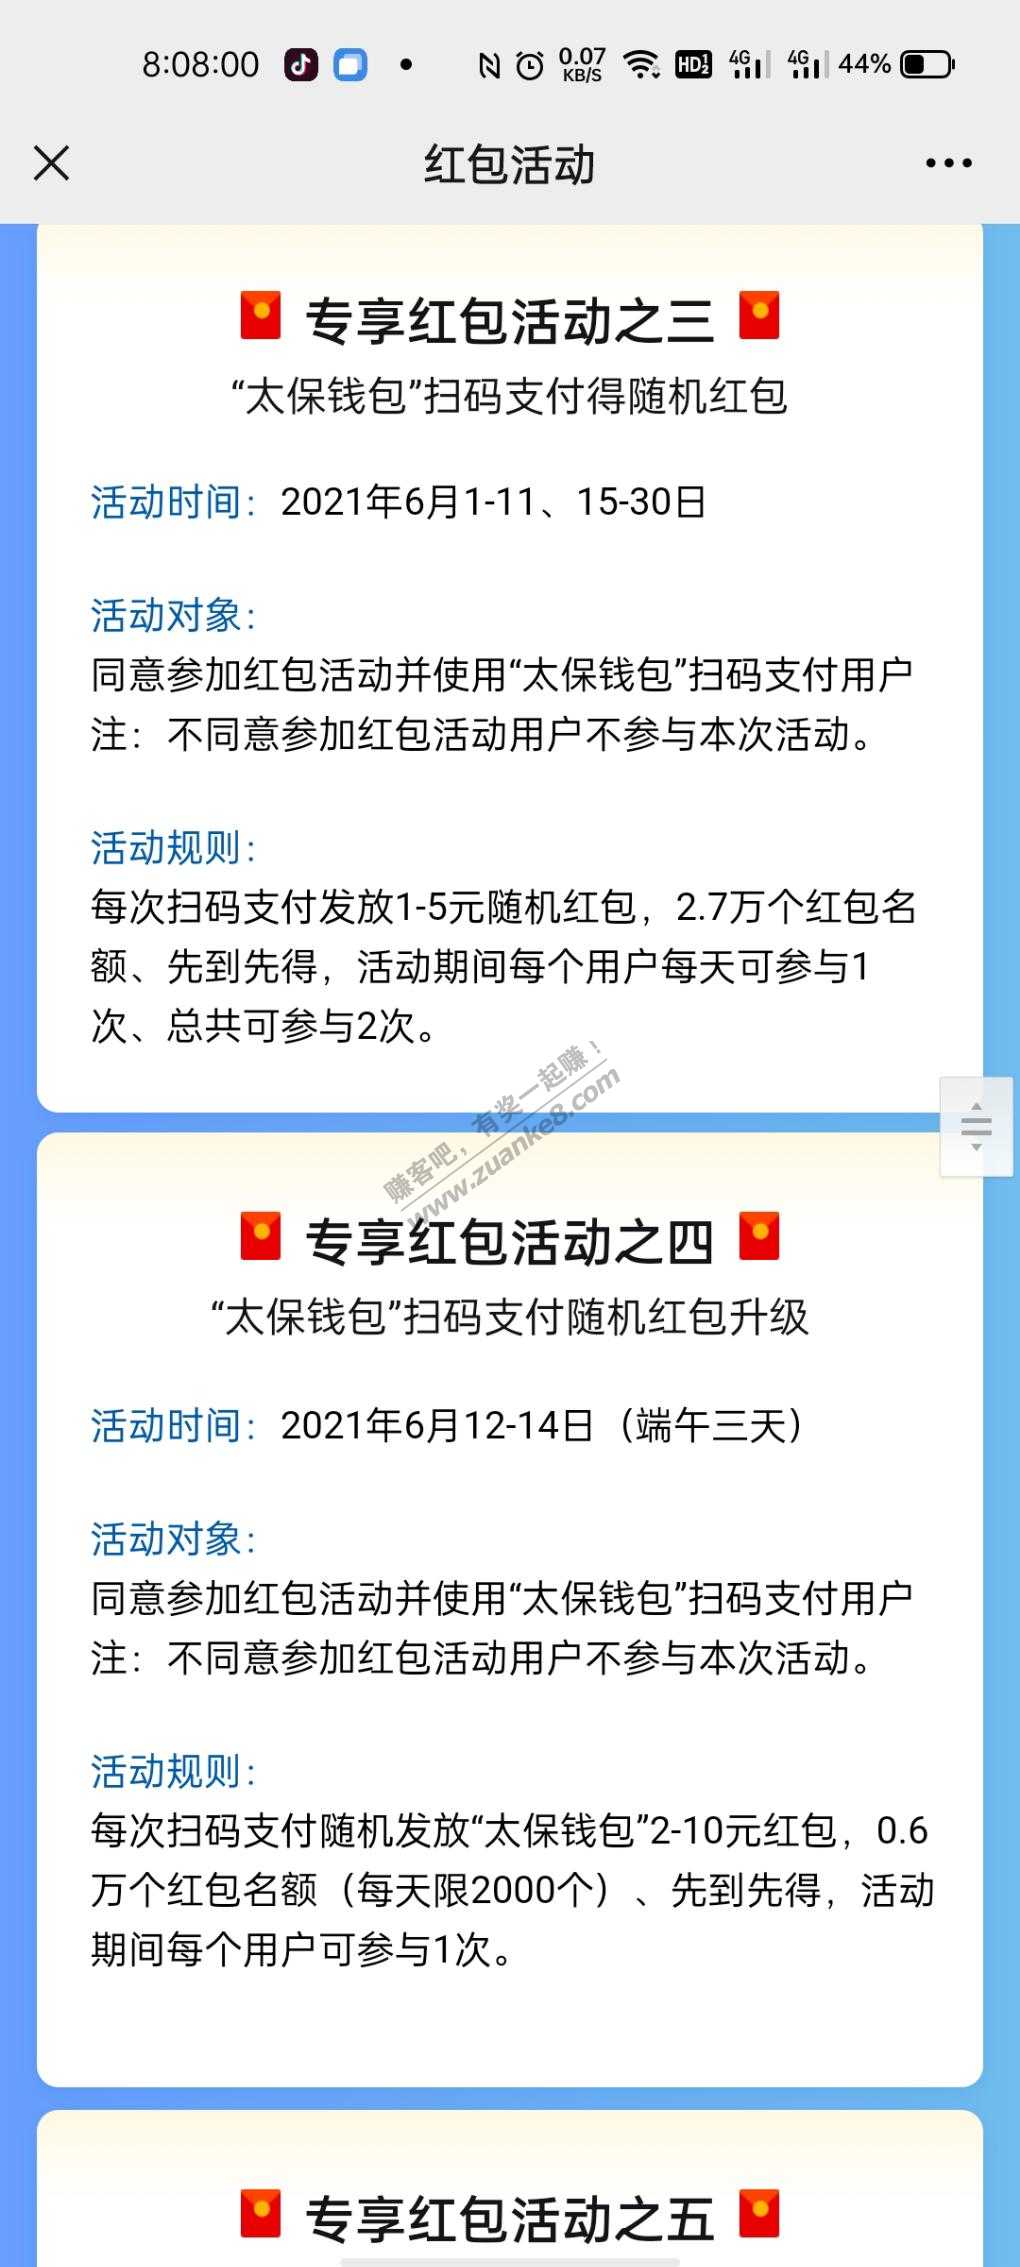 8:08:00 0.07 KB/S HD 1 2 4G 4G 44%
红包活动
专享红包活动之三
“太保钱包”扫码支付得随机红包
活动时间：2021年6月1-11、15-30日
活动对象：
同意参加红包活动并使用“太保钱包”扫码支付用户
注：不同意参加红包活动用户不参与本次活动。
活动规则：
每次扫码支付发放1-5元随机红包，2.7万个红包名
额、先到先得，活动期间每个用户每天可参与1
次、总共可参与2次。
赚客吧，有奖一起赚！
www.zuanke8.com
专享红包活动之四
“太保钱包”扫码支付随机红包升级
活动时间：2021年6月12-14日（端午三天）
活动对象：
同意参加红包活动并使用“太保钱包”扫码支付用户
注：不同意参加红包活动用户不参与本次活动。
活动规则：
每次扫码支付随机发放“太保钱包”2-10元红包，0.6
万个红包名额（每天限2000个）、先到先得，活动
期间每个用户可参与1次。
专享红包活动之五